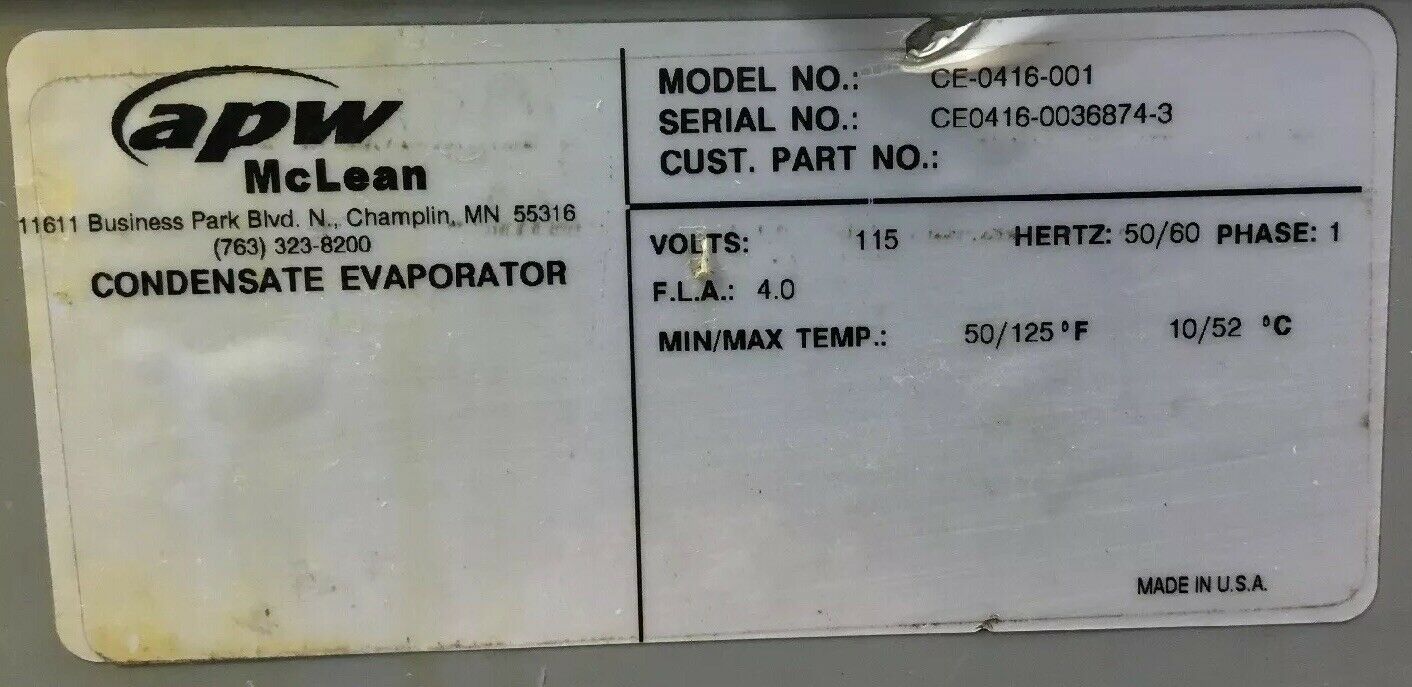 apw
McLean
11611 Business Park Blvd. N., Champlin, MN 55316
(763) 323-8200
CONDENSATE EVAPORATOR
MODEL NO.: CE-0416-001
SERIAL NO.: CE0416-0036874-3
CUST. PART NO.:
VOLTS: 115 HERTZ: 50/60 PHASE: 1
F.L.A.: 4.0
MIN/MAX TEMP.: 50/125 °F 10/52 °C
MADE IN U.S.A.